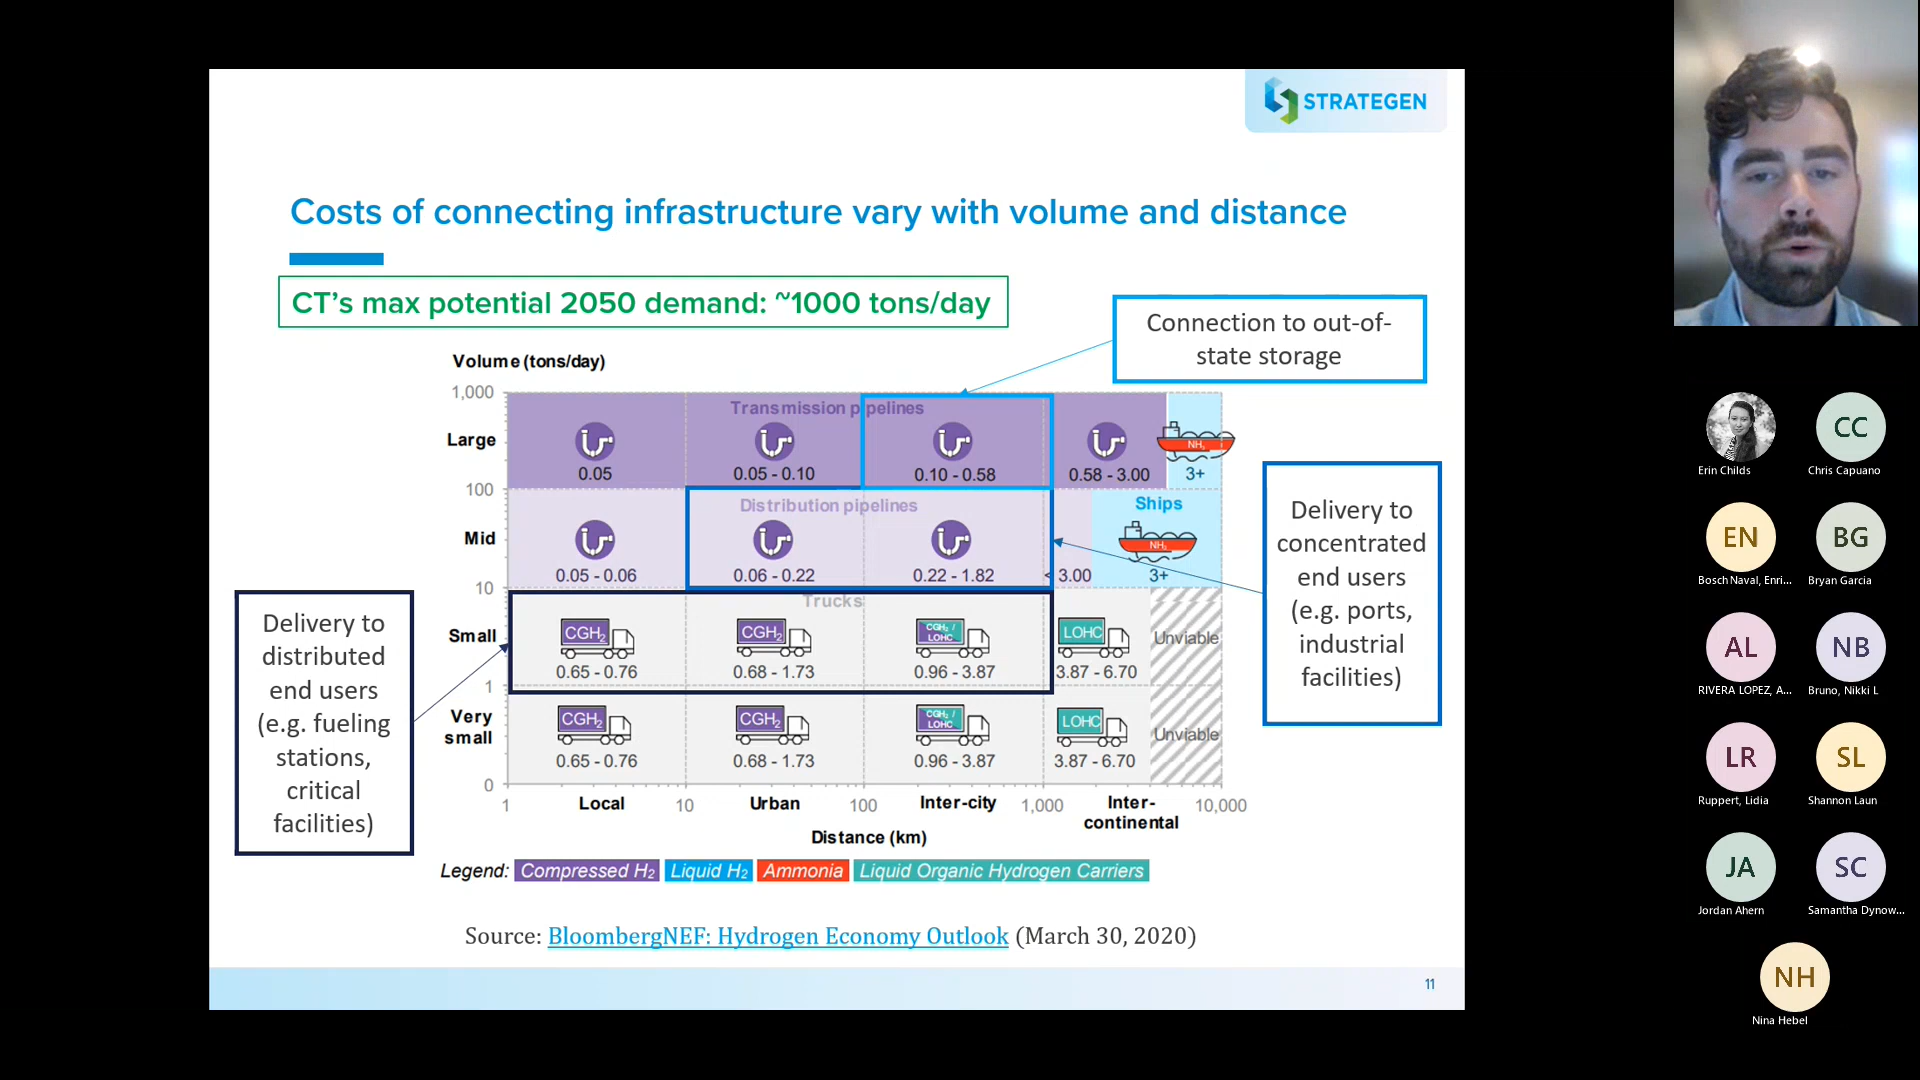 STRATEGEN
Costs of connecting infrastructure vary with volume and distance
CT's max potential 2050 demand: ~1000 tons/day
Connection to out-of-
state storage
Volume (tons/day)
1,000
Transmission pipelines
Large
NH₃
0.05
0.05 - 0.10
0.10 - 0.58
0.58 - 3.00
3+
100
Distribution pipelines
Ships
Mid
NH₃
0.05 - 0.06
0.06 - 0.22
0.22 - 1.82
< 3.00
3+
10
Delivery to
concentrated
end users
(e.g. ports,
industrial
facilities)
Trucks
Small
CGH₂
CGH₂
CGH₂ /
LOHC
LOHC
Unviable
0.65 - 0.76
0.68 - 1.73
0.96 - 3.87
3.87 - 6.70
1
Very
small
CGH₂
CGH₂
CGH₂ /
LOHC
LOHC
Unviable
0.65 - 0.76
0.68 - 1.73
0.96 - 3.87
3.87 - 6.70
0
Delivery to
distributed
end users
(e.g. fueling
stations,
critical
facilities)
1
Local
10
Urban
100
Inter-city
1,000
Inter-
continental
10,000
Distance (km)
Legend: Compressed H₂ Liquid H₂ Ammonia Liquid Organic Hydrogen Carriers
Source: BloombergNEF: Hydrogen Economy Outlook (March 30, 2020)
11
Erin Childs
CC
Chris Capuano
EN
Bosch Naval, Enri...
BG
Bryan Garcia
AL
RIVERA LOPEZ, A...
NB
Bruno, Nikki L
LR
Ruppert, Lidia
SL
Shannon Laun
JA
Jordan Ahern
SC
Samantha Dynow...
NH
Nina Hebel